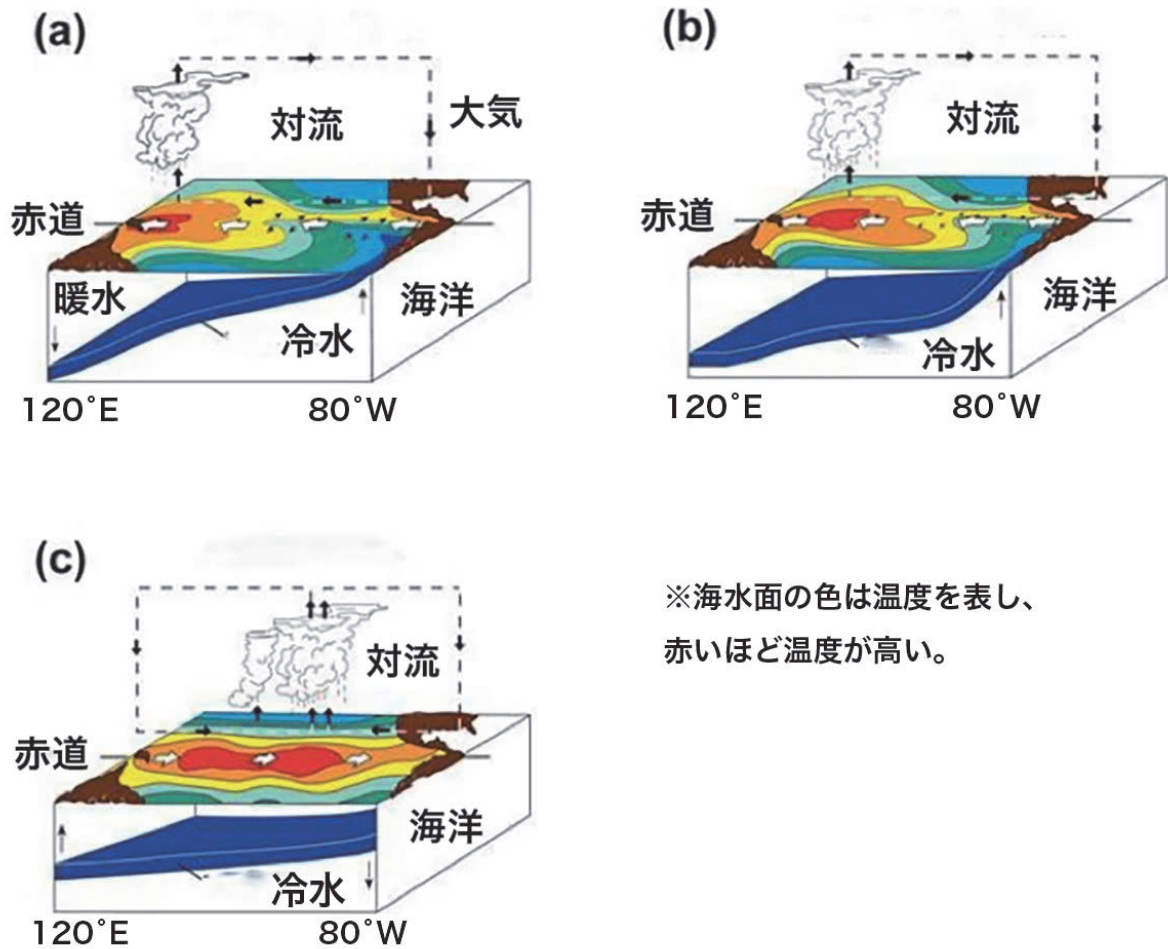 (a)
対流
大気
赤道
暖水
冷水
海洋
120°E
80°W
(b)
対流
赤道
海洋
冷水
120°E
80°W
(c)
対流
赤道
海洋
冷水
120°E
80°W
※海水面の色は温度を表し、
赤いほど温度が高い。